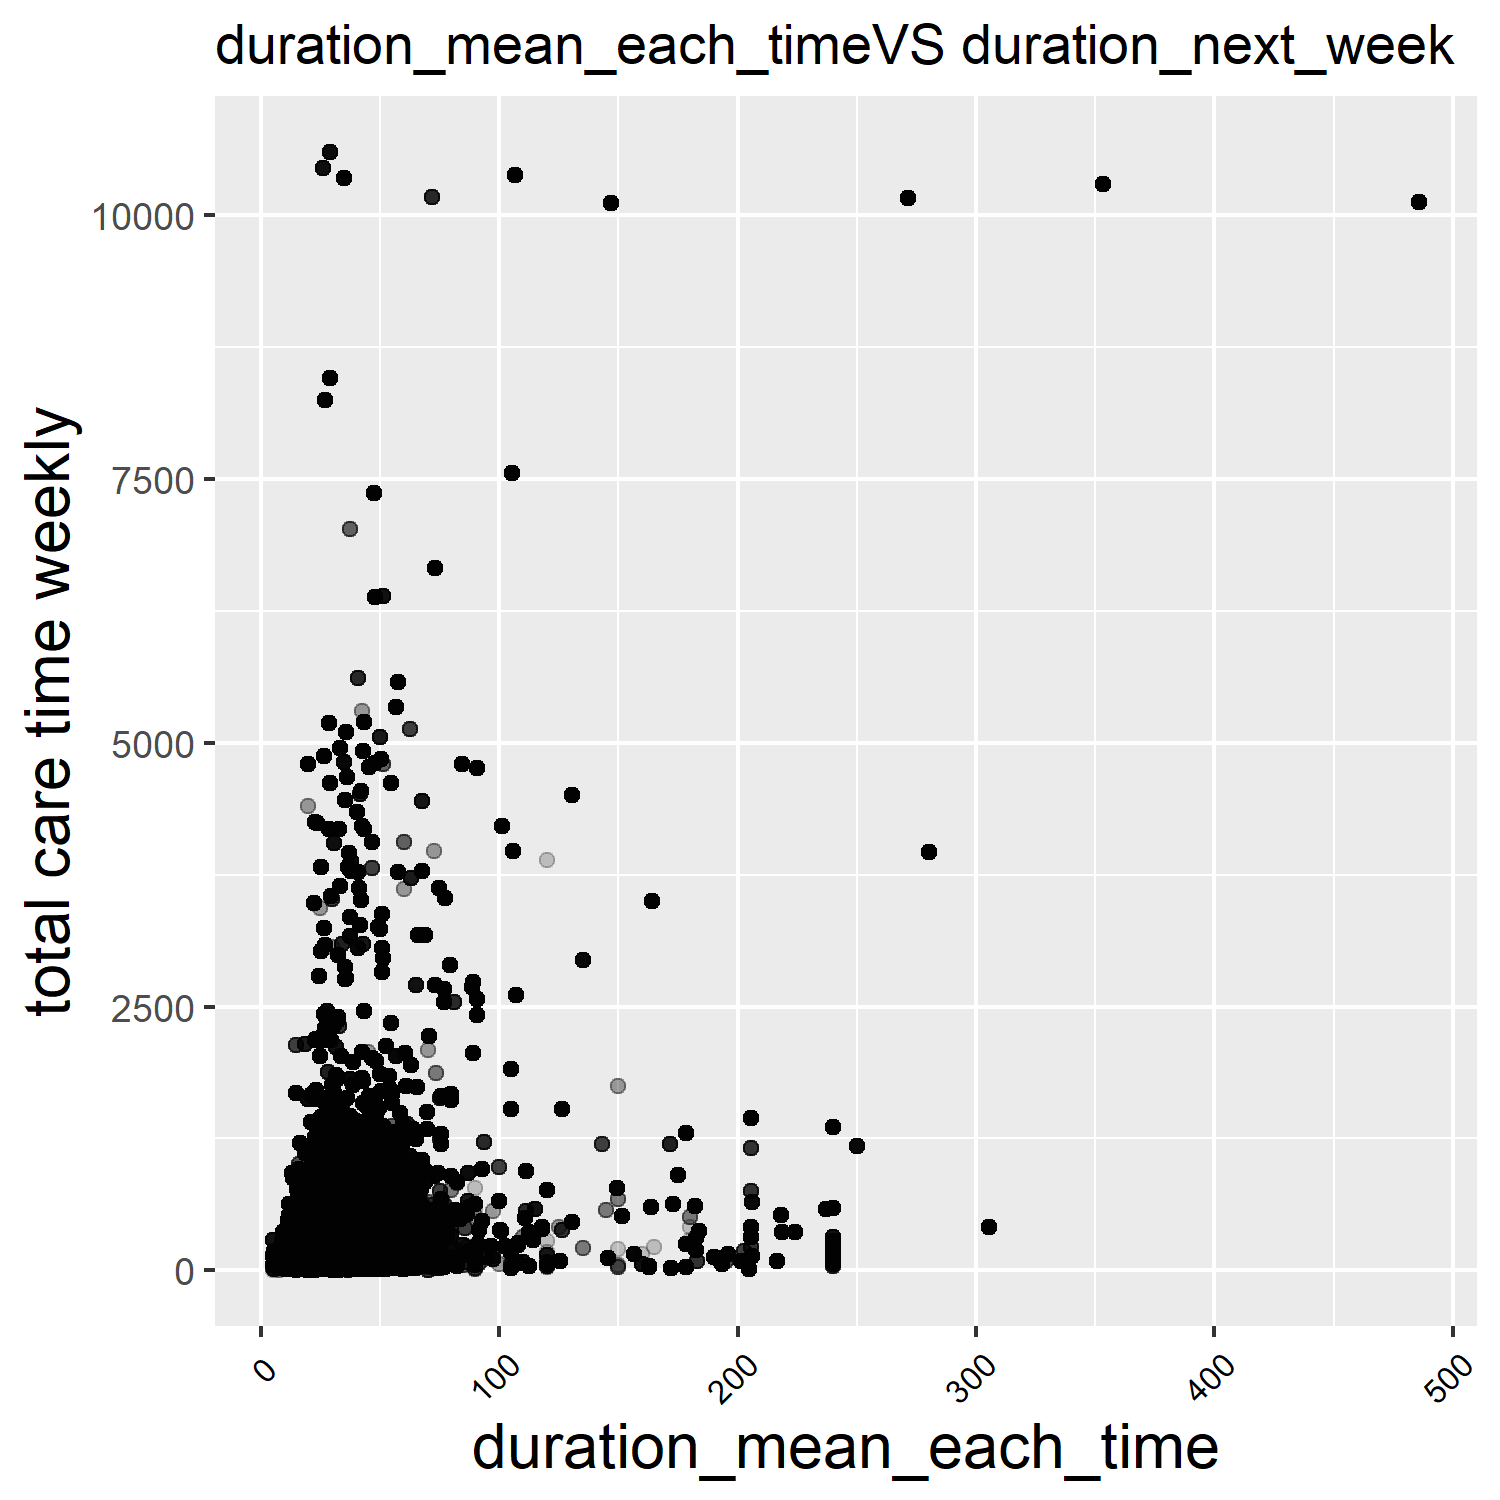 duration_mean_each_timeVS duration_next_week
total care time weekly
10000
7500
5000
2500
0
0 100 200 300 400 500
duration_mean_each_time